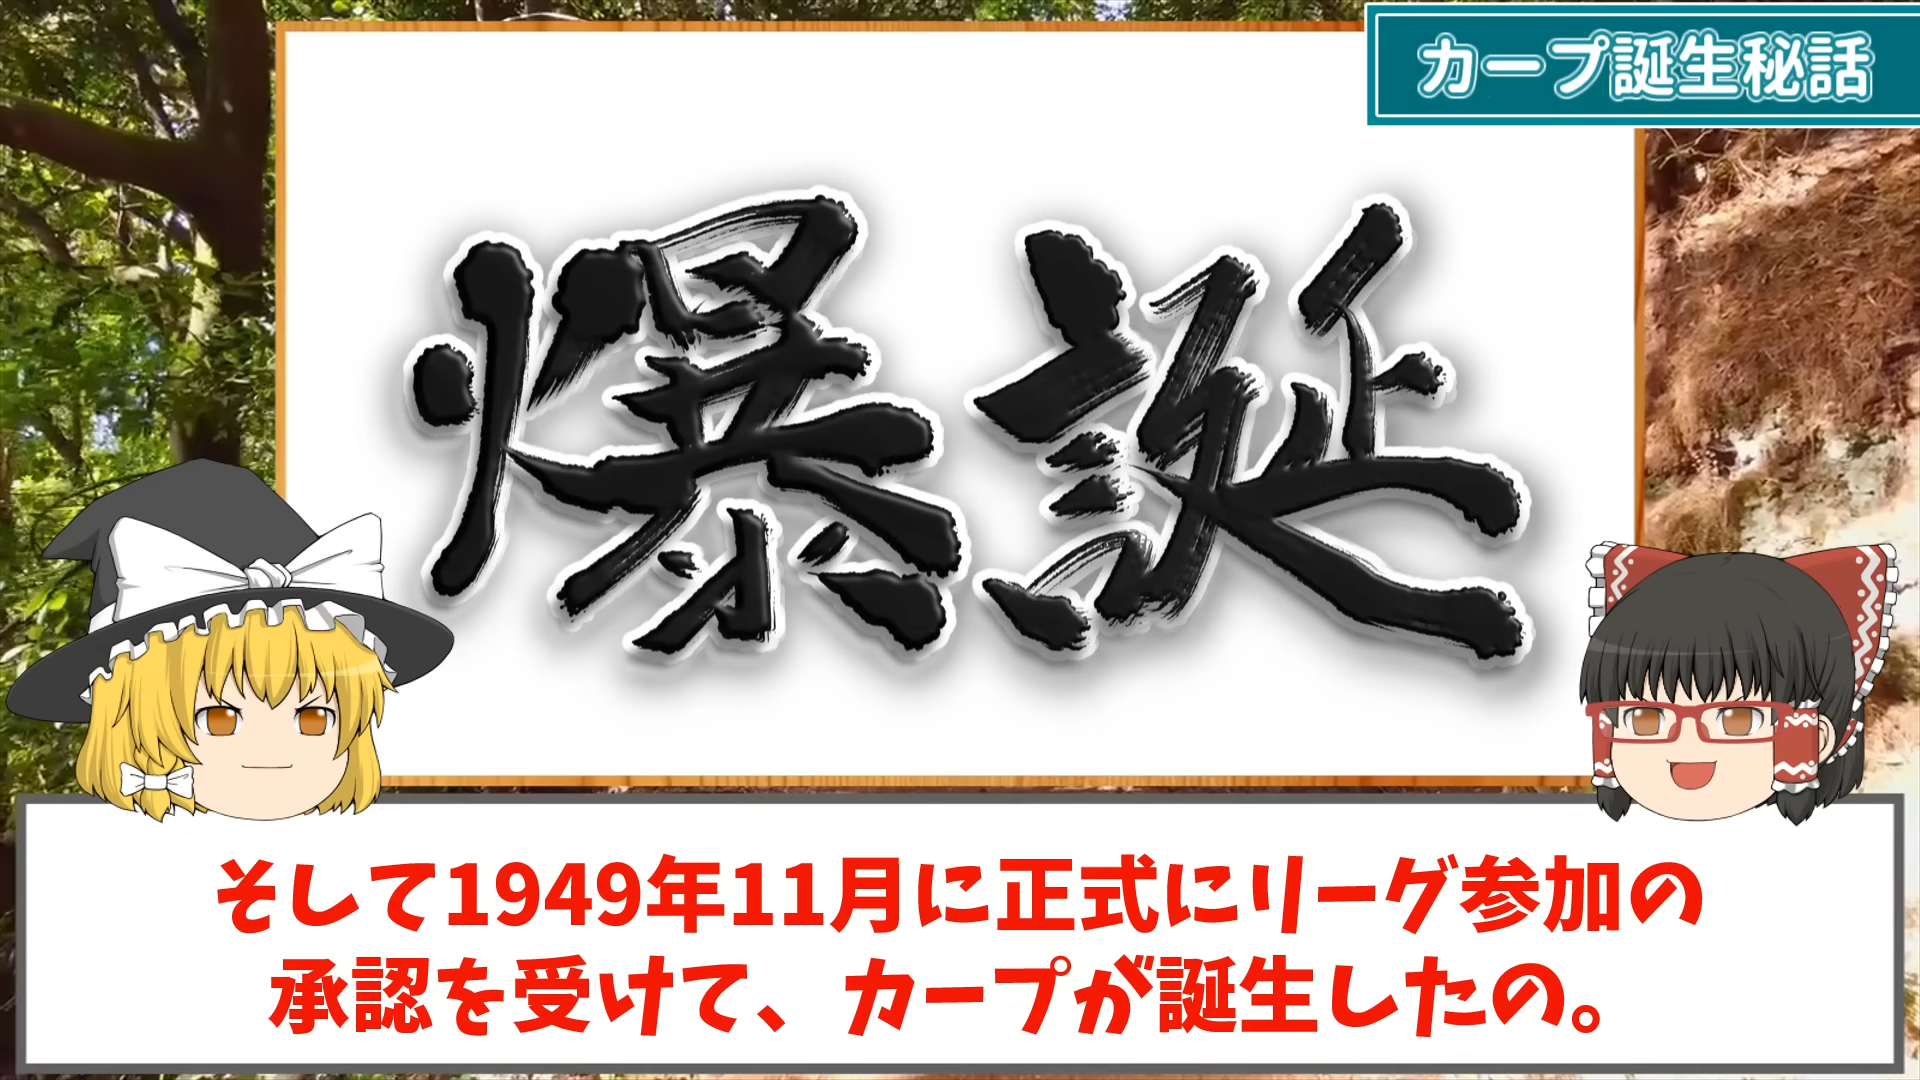 カープ誕生秘話
爆誕
そして1949年11月に正式にリーグ参加の
承認を受けて、カープが誕生したの。